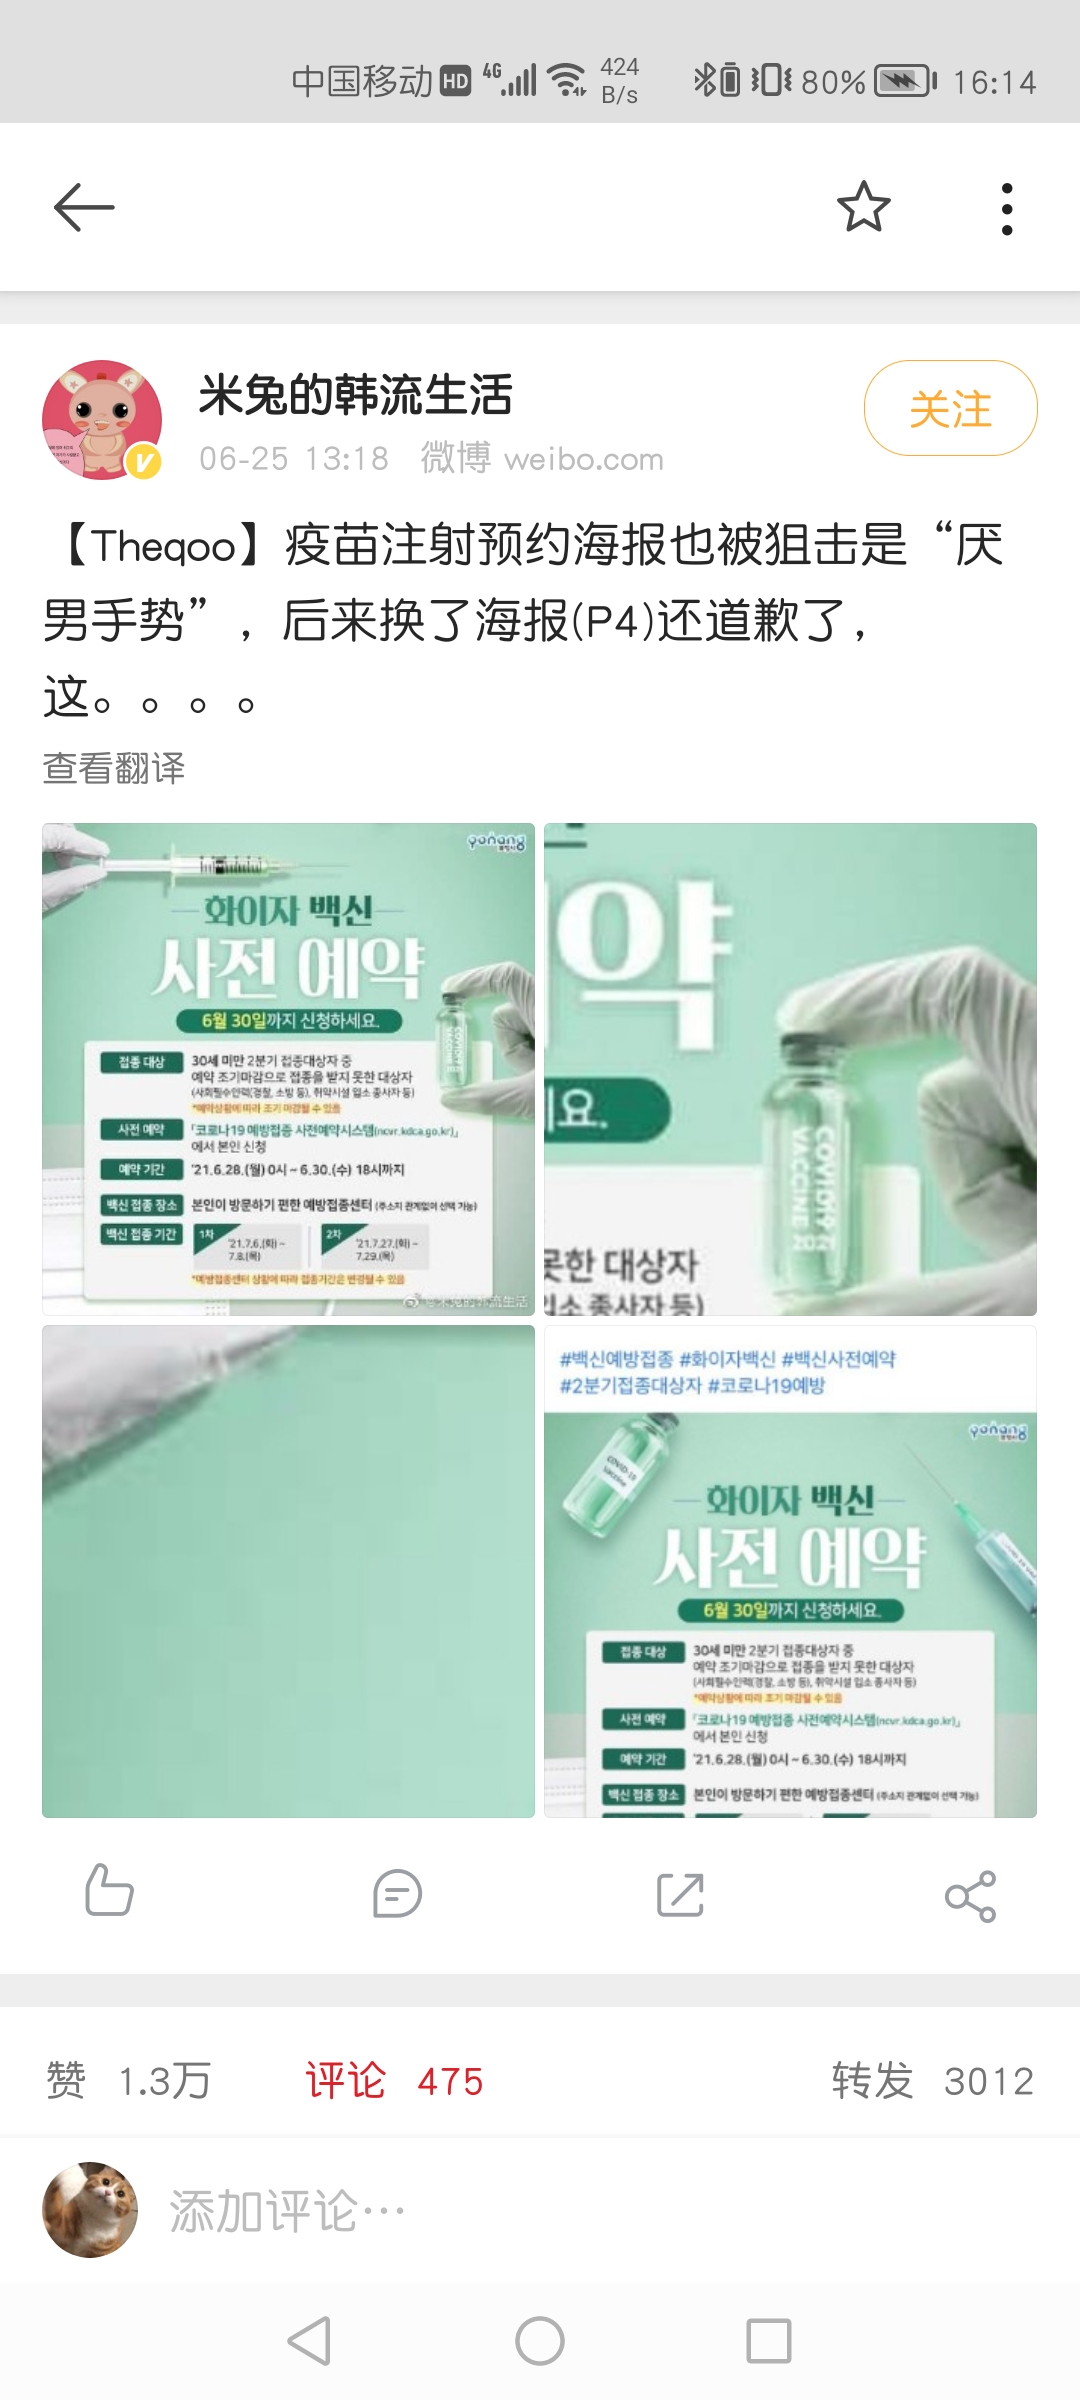 中国移动 HD 4G 424 B/s 80% 16:14
米兔的韩流生活
关注
06-25 13:18 微博 weibo.com
【Theqoo】疫苗注射预约海报也被狙击是“厌
男手势”，后来换了海报(P4)还道歉了，
这。。。。
查看翻译
화이자 백신
사전 예약
6월 30일까지 신청하세요.
접종 대상
30세 미만 2분기 접종대상자 중
예약 조기마감으로 접종을 받지 못한 대상자
(사회필수인력(경찰, 소방 등), 취약시설 입소·종사자 등)
*예약상황에 따라 조기 마감될 수 있음
사전 예약
「코로나19 예방접종 사전예약시스템(ncvr.kdca.go.kr)」
에서 본인 신청
예약 기간
'21.6.28.(월) 0시 ~ 6.30.(수) 18시까지
백신 접종 장소
본인이 방문하기 편한 예방접종센터 (주소지 관계없이 선택 가능)
백신 접종 기간
1차
'21.7.6.(화) ~
7.8.(목)
2차
'21.7.27.(화) ~
7.29.(목)
*예방접종센터 상황에 따라 접종기간은 변경될 수 있음
@米兔的韩流生活
약
요.
못한 대상자
입소·종사자 등)
COVID19
VACCINE
2021
#백신예방접종 #화이자백신 #백신사전예약
#2분기접종대상자 #코로나19예방
COVID-19
Vaccine
화이자 백신
사전 예약
6월 30일까지 신청하세요.
접종 대상
30세 미만 2분기 접종대상자 중
예약 조기마감으로 접종을 받지 못한 대상자
(사회필수인력(경찰, 소방 등), 취약시설 입소·종사자 등)
*예약상황에 따라 조기 마감될 수 있음
사전 예약
「코로나19 예방접종 사전예약시스템(ncvr.kdca.go.kr)」
에서 본인 신청
예약 기간
'21.6.28.(월) 0시 ~ 6.30.(수) 18시까지
백신 접종 장소
본인이 방문하기 편한 예방접종센터 (주소지 관계없이 선택 가능)
赞 1.3万
评论 475
转发 3012
添加评论…